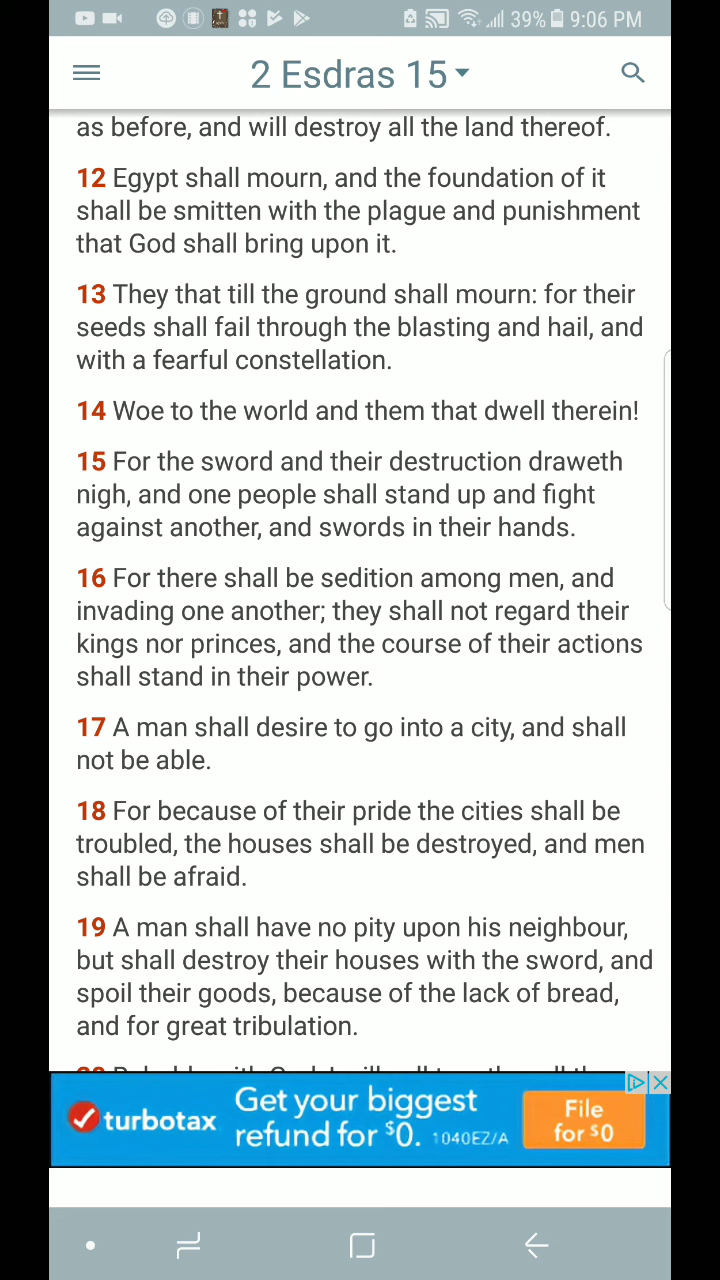 39% 9:06 PM
2 Esdras 15
as before, and will destroy all the land thereof.
12 Egypt shall mourn, and the foundation of it
shall be smitten with the plague and punishment
that God shall bring upon it.
13 They that till the ground shall mourn: for their
seeds shall fail through the blasting and hail, and
with a fearful constellation.
14 Woe to the world and them that dwell therein!
15 For the sword and their destruction draweth
nigh, and one people shall stand up and fight
against another, and swords in their hands.
16 For there shall be sedition among men, and
invading one another; they shall not regard their
kings nor princes, and the course of their actions
shall stand in their power.
17 A man shall desire to go into a city, and shall
not be able.
18 For because of their pride the cities shall be
troubled, the houses shall be destroyed, and men
shall be afraid.
19 A man shall have no pity upon his neighbour,
but shall destroy their houses with the sword, and
spoil their goods, because of the lack of bread,
and for great tribulation.
turbotax
Get your biggest
refund for $0. 1040EZ/A
File
for $0